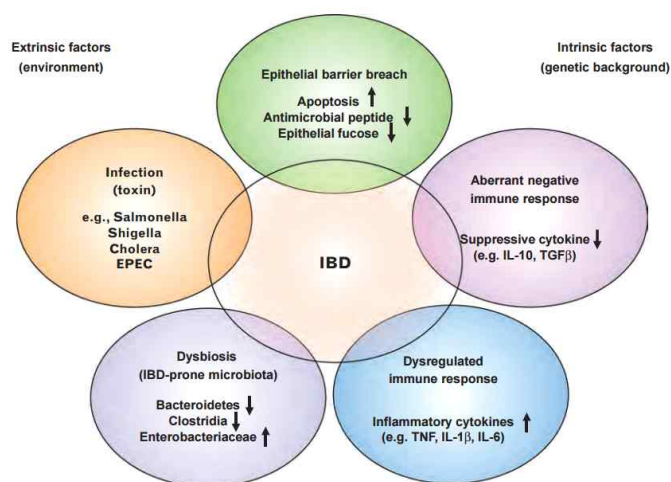 Extrinsic factors
(environment)
Intrinsic factors
(genetic background)
Epithelial barrier breach
Apoptosis ↑
Antimicrobial peptide ↓
Epithelial fucose ↓
Infection
(toxin)
e.g., Salmonella
Shigella
Cholera
EPEC
Aberrant negative
immune response
Suppressive cytokine ↓
(e.g. IL-10, TGFβ)
IBD
Dysbiosis
(IBD-prone microbiota)
Bacteroidetes ↓
Clostridia ↓
Enterobacteriaceae ↑
Dysregulated
immune response
Inflammatory cytokines ↑
(e.g. TNF, IL-1β, IL-6)